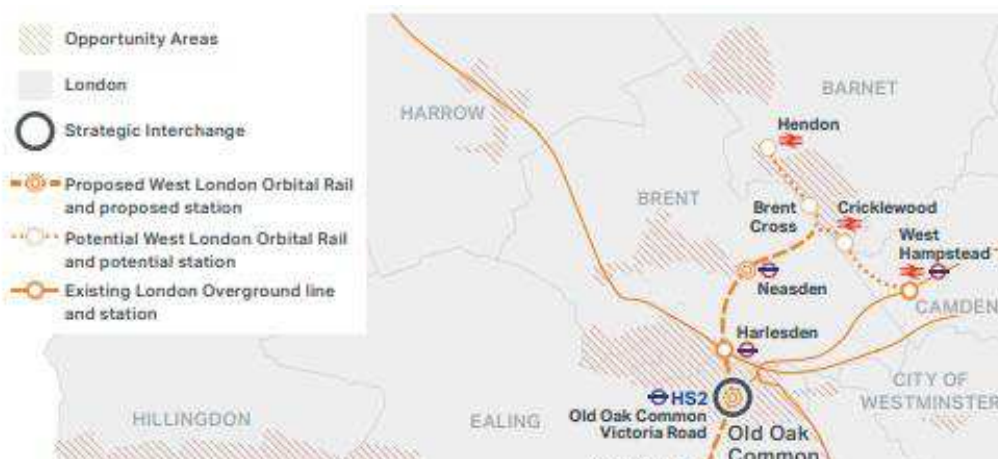 Opportunity Areas
London
Strategic Interchange
Proposed West London Orbital Rail
and proposed station
Potential West London Orbital Rail
and potential station
Existing London Overground line
and station
HARROW
BARNET
Hendon
BRENT
Brent
Cross
Cricklewood
West
Hampstead
Neasden
CAMDEN
Harlesden
CITY OF
WESTMINSTER
HS2
Old Oak Common
Victoria Road
HILLINGDON
EALING
Old Oak
Common